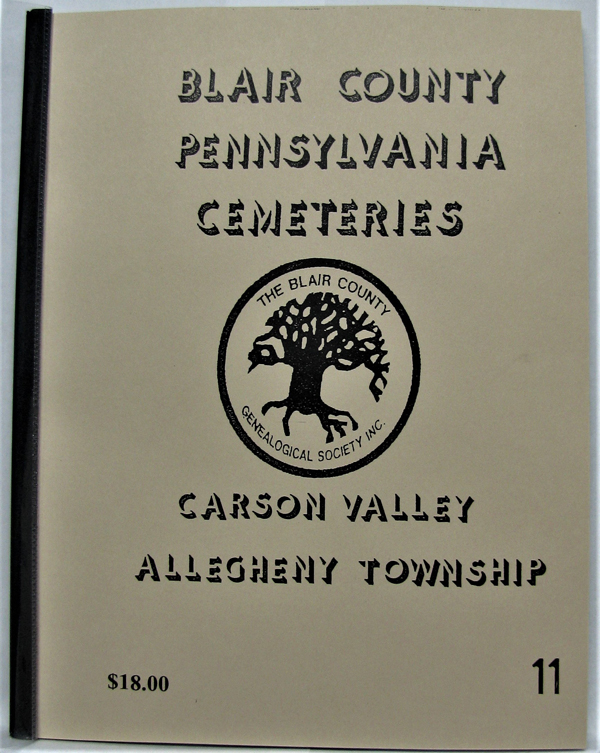 BLAIR COUNTY
PENNSYLVANIA
CEMETERIES
THE BLAIR COUNTY
GENEALOGICAL SOCIETY INC.
CARSON VALLEY
ALLEGHENY TOWNSHIP
$18.00
11